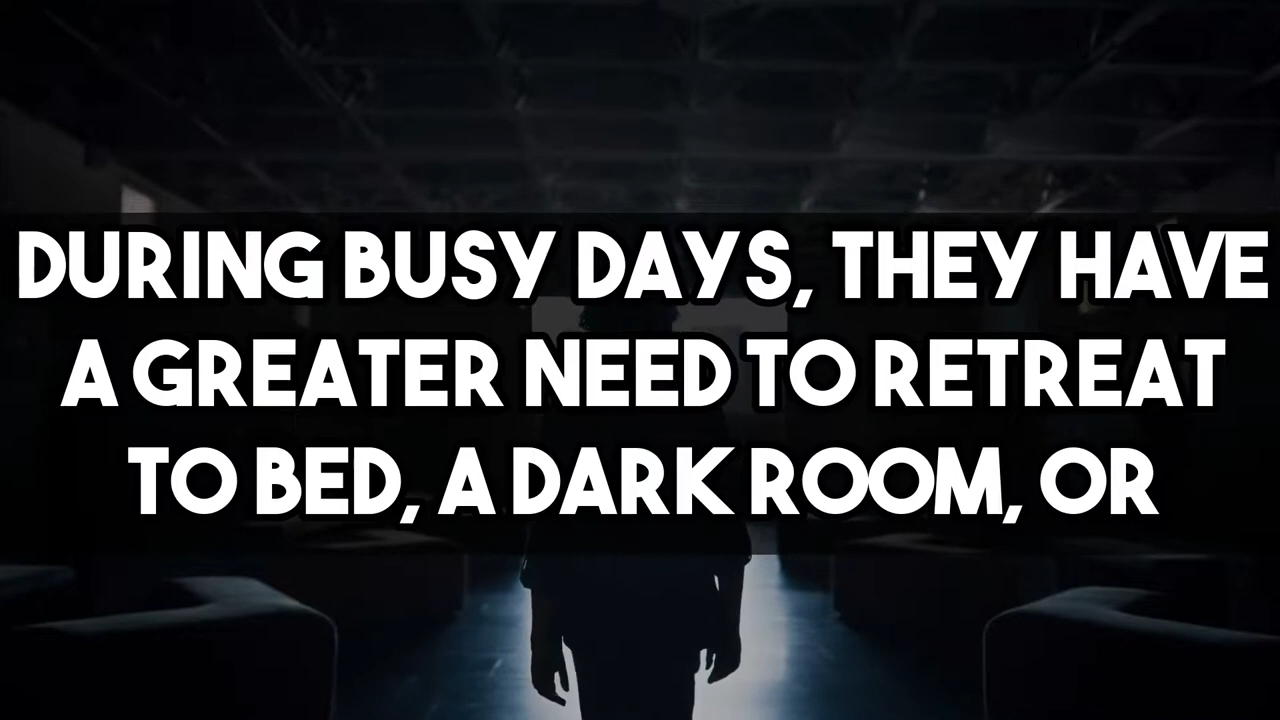 DURING BUSY DAYS, THEY HAVE
A GREATER NEED TO RETREAT
TO BED, A DARK ROOM, OR